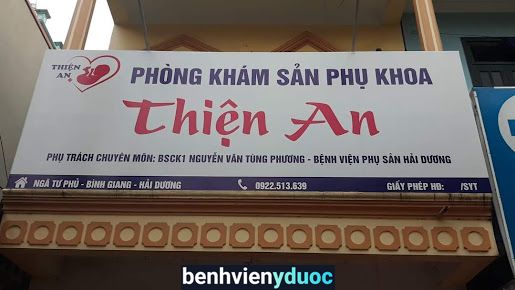 THIỆN
AN
PHÒNG KHÁM SẢN PHỤ KHOA
Thiện An
PHỤ TRÁCH CHUYÊN MÔN: BSCK1 NGUYỄN VĂN TÙNG PHƯƠNG - BỆNH VIỆN PHỤ SẢN HẢI DƯƠNG
NGÃ TƯ PHỦ - BÌNH GIANG - HẢI DƯƠNG
0922.513.639
GIẤY PHÉP HĐ: /SYT
benhvienyduoc